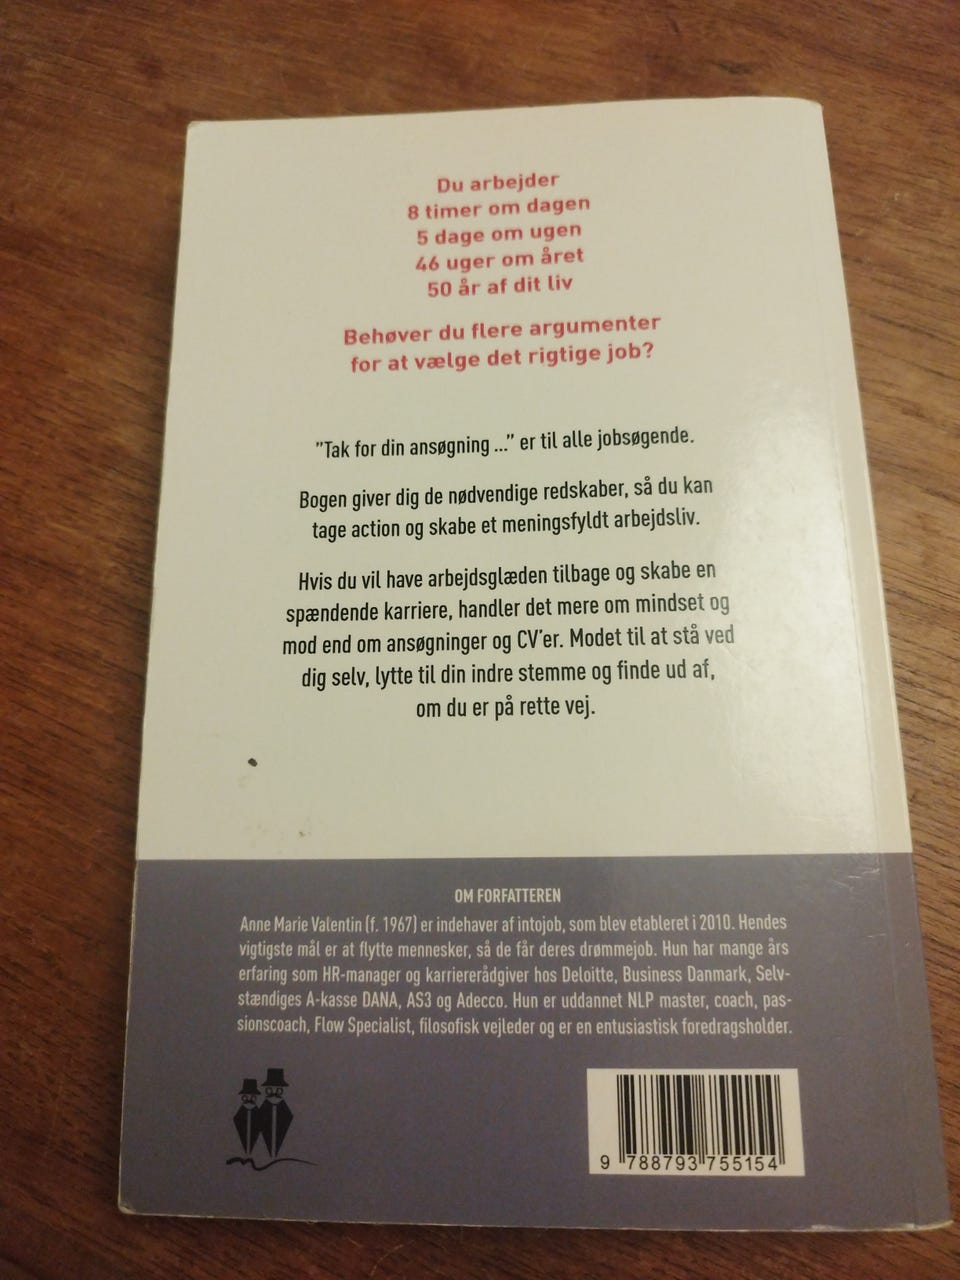 Du arbejder
8 timer om dagen
5 dage om ugen
46 uger om året
50 år af dit liv
Behøver du flere argumenter
for at vælge det rigtige job?
”Tak for din ansøgning ...” er til alle jobsøgende.
Bogen giver dig de nødvendige redskaber, så du kan
tage action og skabe et meningsfyldt arbejdsliv.
Hvis du vil have arbejdsglæden tilbage og skabe en
spændende karriere, handler det mere om mindset og
mod end om ansøgninger og CV’er. Modet til at stå ved
dig selv, lytte til din indre stemme og finde ud af,
om du er på rette vej.
OM FORFATTEREN
Anne Marie Valentin (f. 1967) er indehaver af intojob, som blev etableret i 2010. Hendes
vigtigste mål er at flytte mennesker, så de får deres drømmejob. Hun har mange års
erfaring som HR-manager og karriererådgiver hos Deloitte, Business Danmark, Selv-
stændiges A-kasse DANA, AS3 og Adecco. Hun er uddannet NLP master, coach, pas-
sionscoach, Flow Specialist, filosofisk vejleder og er en entusiastisk foredragsholder.
9 788793 755154